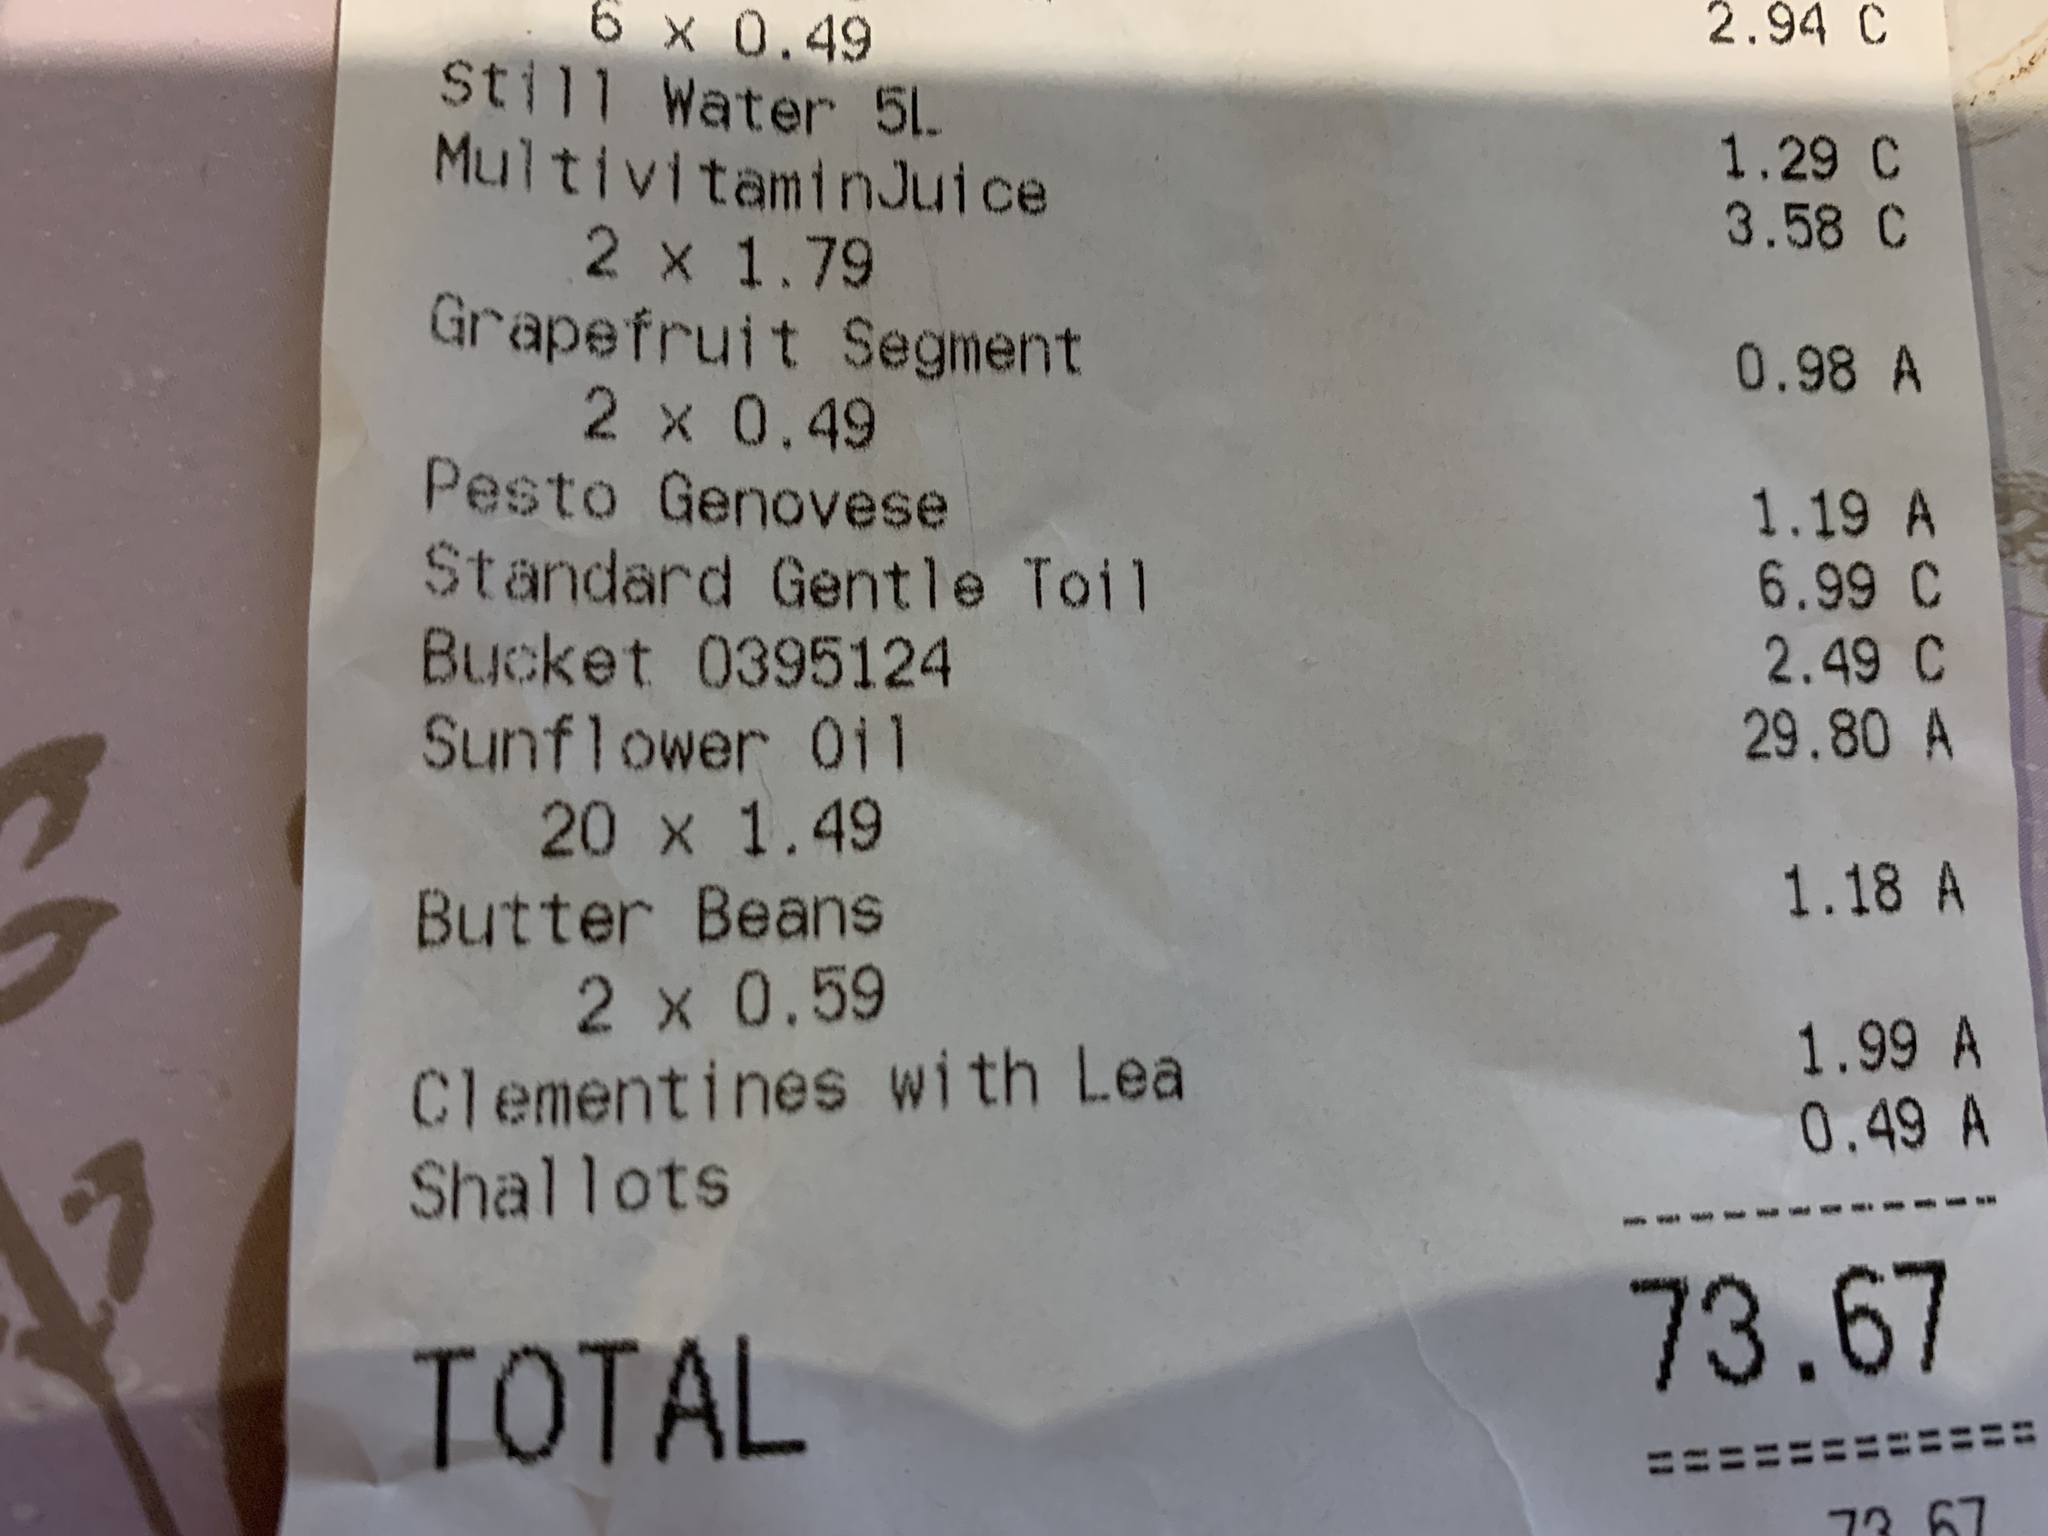 6 x 0.49 2.94 C
Still Water 5L 1.29 C
MultivitaminJuice 3.58 C
2 x 1.79
Grapefruit Segment 0.98 A
2 x 0.49
Pesto Genovese 1.19 A
Standard Gentle Toil 6.99 C
Bucket 0395124 2.49 C
Sunflower Oil 29.80 A
20 x 1.49
Butter Beans 1.18 A
2 x 0.59
Clementines with Lea 1.99 A
Shallots 0.49 A
------------
TOTAL 73.67
============
73.67